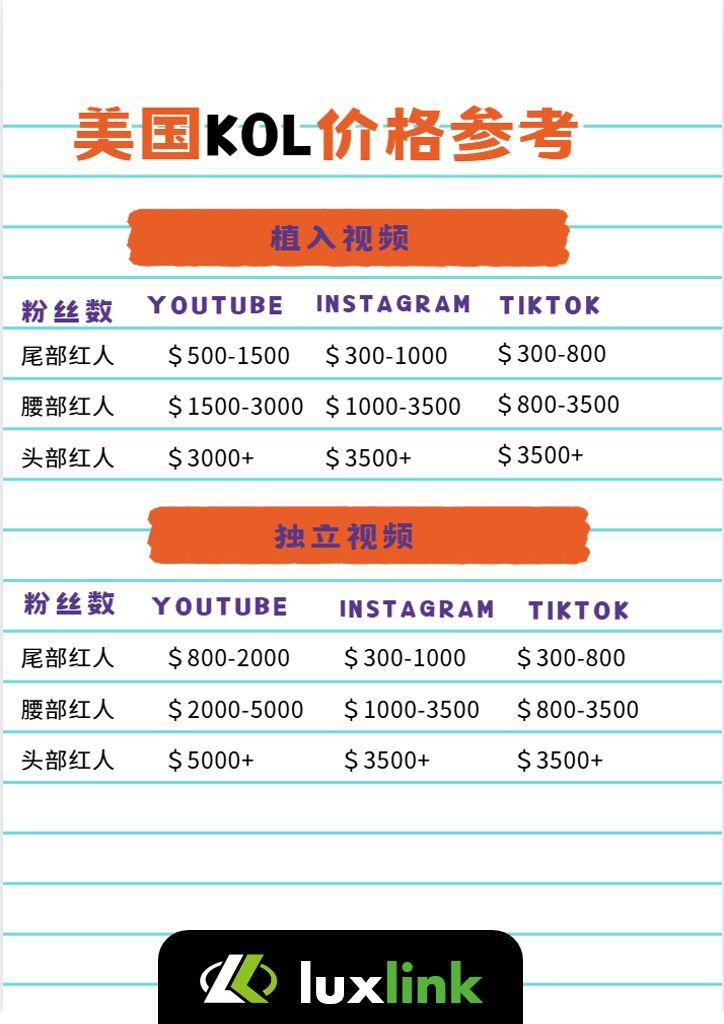 美国KOL价格参考
植入视频
粉丝数 YOUTUBE INSTAGRAM TIKTOK
尾部红人 $500-1500 $300-1000 $300-800
腰部红人 $1500-3000 $1000-3500 $800-3500
头部红人 $3000+ $3500+ $3500+
独立视频
粉丝数 YOUTUBE INSTAGRAM TIKTOK
尾部红人 $800-2000 $300-1000 $300-800
腰部红人 $2000-5000 $1000-3500 $800-3500
头部红人 $5000+ $3500+ $3500+
luxlink